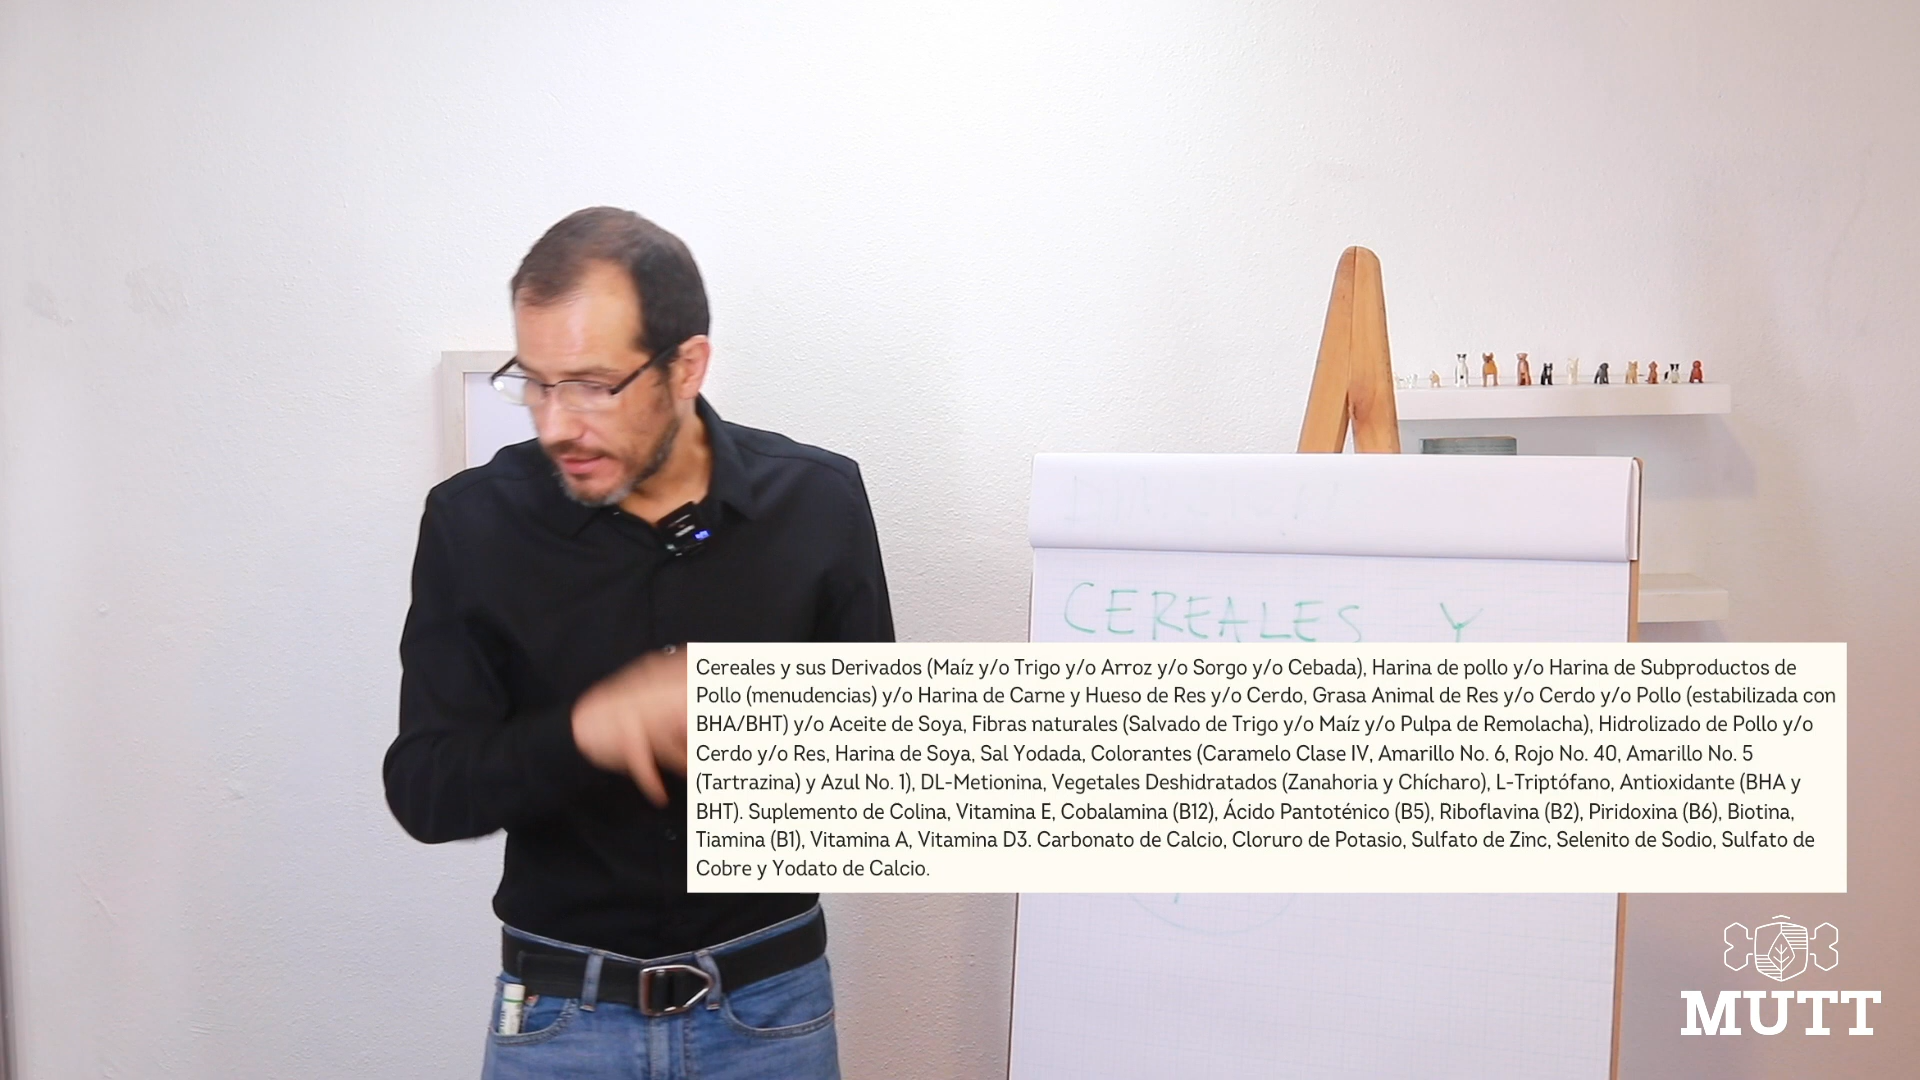 CEREALES Y
Cereales y sus Derivados (Maíz y/o Trigo y/o Arroz y/o Sorgo y/o Cebada), Harina de pollo y/o Harina de Subproductos de
Pollo (menudencias) y/o Harina de Carne y Hueso de Res y/o Cerdo, Grasa Animal de Res y/o Cerdo y/o Pollo (estabilizada con
BHA/BHT) y/o Aceite de Soya, Fibras naturales (Salvado de Trigo y/o Maíz y/o Pulpa de Remolacha), Hidrolizado de Pollo y/o
Cerdo y/o Res, Harina de Soya, Sal Yodada, Colorantes (Caramelo Clase IV, Amarillo No. 6, Rojo No. 40, Amarillo No. 5
(Tartrazina) y Azul No. 1), DL-Metionina, Vegetales Deshidratados (Zanahoria y Chícharo), L-Triptófano, Antioxidante (BHA y
BHT). Suplemento de Colina, Vitamina E, Cobalamina (B12), Ácido Pantoténico (B5), Riboflavina (B2), Piridoxina (B6), Biotina,
Tiamina (B1), Vitamina A, Vitamina D3. Carbonato de Calcio, Cloruro de Potasio, Sulfato de Zinc, Selenito de Sodio, Sulfato de
Cobre y Yodato de Calcio.
MUTT